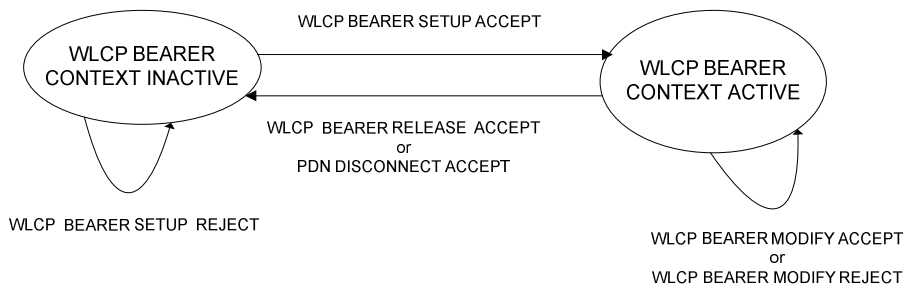 WLCP BEARER SETUP ACCEPT
WLCP BEARER
CONTEXT INACTIVE
WLCP BEARER
CONTEXT ACTIVE
WLCP BEARER RELEASE ACCEPT
or
PDN DISCONNECT ACCEPT
WLCP BEARER SETUP REJECT
WLCP BEARER MODIFY ACCEPT
or
WLCP BEARER MODIFY REJECT